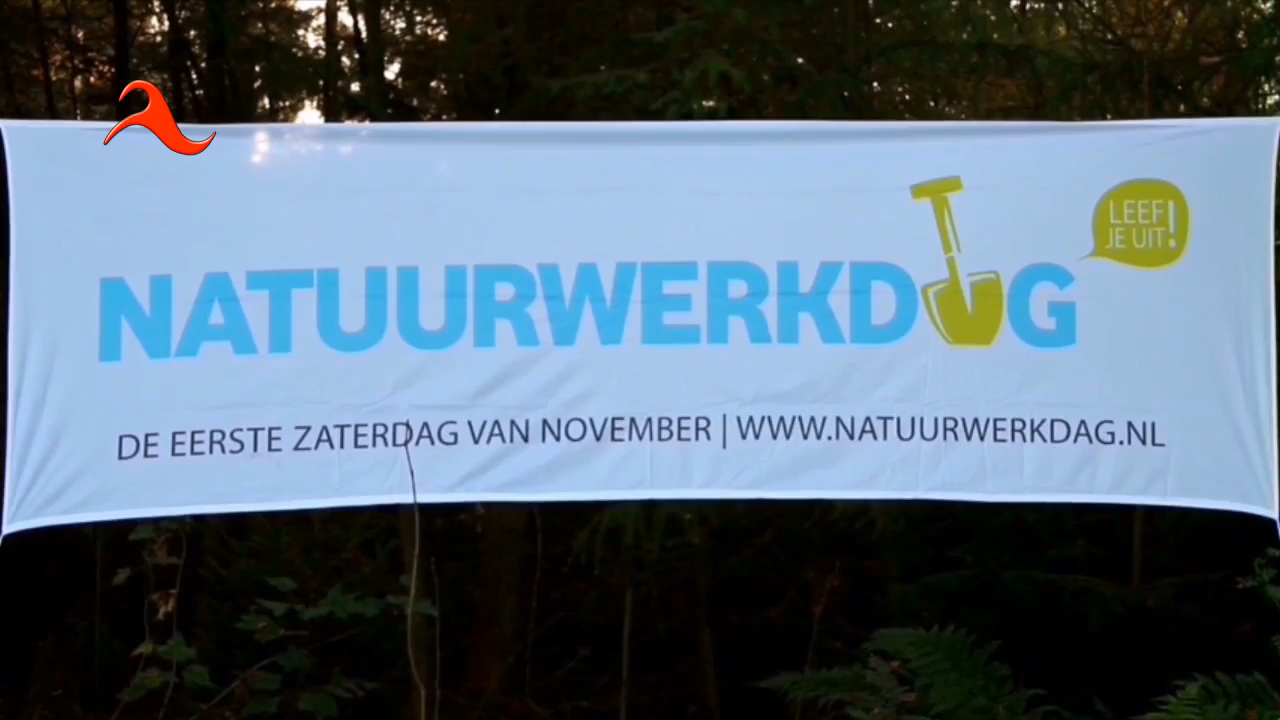 NATUURWERKDAG
LEEF
JE UIT!
DE EERSTE ZATERDAG VAN NOVEMBER | WWW.NATUURWERKDAG.NL